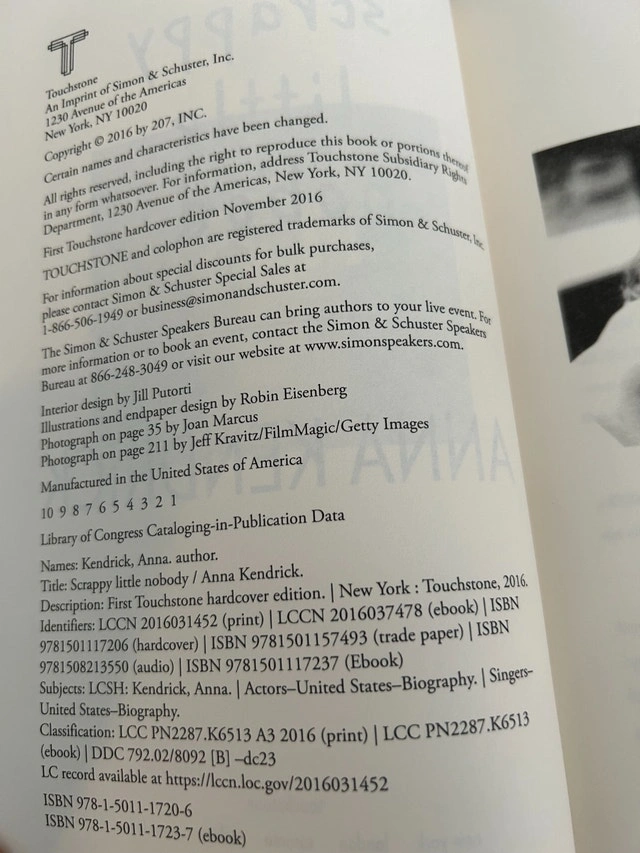 Touchstone
An Imprint of Simon & Schuster, Inc.
1230 Avenue of the Americas
New York, NY 10020
Copyright © 2016 by 207, INC.
Certain names and characteristics have been changed.
All rights reserved, including the right to reproduce this book or portions thereof
in any form whatsoever. For information, address Touchstone Subsidiary Rights
Department, 1230 Avenue of the Americas, New York, NY 10020.
First Touchstone hardcover edition November 2016
TOUCHSTONE and colophon are registered trademarks of Simon & Schuster, Inc.
For information about special discounts for bulk purchases,
please contact Simon & Schuster Special Sales at
1-866-506-1949 or business@simonandschuster.com.
The Simon & Schuster Speakers Bureau can bring authors to your live event. For
more information or to book an event, contact the Simon & Schuster Speakers
Bureau at 866-248-3049 or visit our website at www.simonspeakers.com.
Interior design by Jill Putorti
Illustrations and endpaper design by Robin Eisenberg
Photograph on page 35 by Joan Marcus
Photograph on page 211 by Jeff Kravitz/FilmMagic/Getty Images
Manufactured in the United States of America
10 9 8 7 6 5 4 3 2 1
Library of Congress Cataloging-in-Publication Data
Names: Kendrick, Anna. author.
Title: Scrappy little nobody / Anna Kendrick.
Description: First Touchstone hardcover edition. | New York : Touchstone, 2016.
Identifiers: LCCN 2016031452 (print) | LCCN 2016037478 (ebook) | ISBN
9781501117206 (hardcover) | ISBN 9781501157493 (trade paper) | ISBN
9781508213550 (audio) | ISBN 9781501117237 (Ebook)
Subjects: LCSH: Kendrick, Anna. | Actors–United States–Biography. | Singers–
United States–Biography.
Classification: LCC PN2287.K6513 A3 2016 (print) | LCC PN2287.K6513
(ebook) | DDC 792.02/8092 [B] –dc23
LC record available at https://lccn.loc.gov/2016031452
ISBN 978-1-5011-1720-6
ISBN 978-1-5011-1723-7 (ebook)